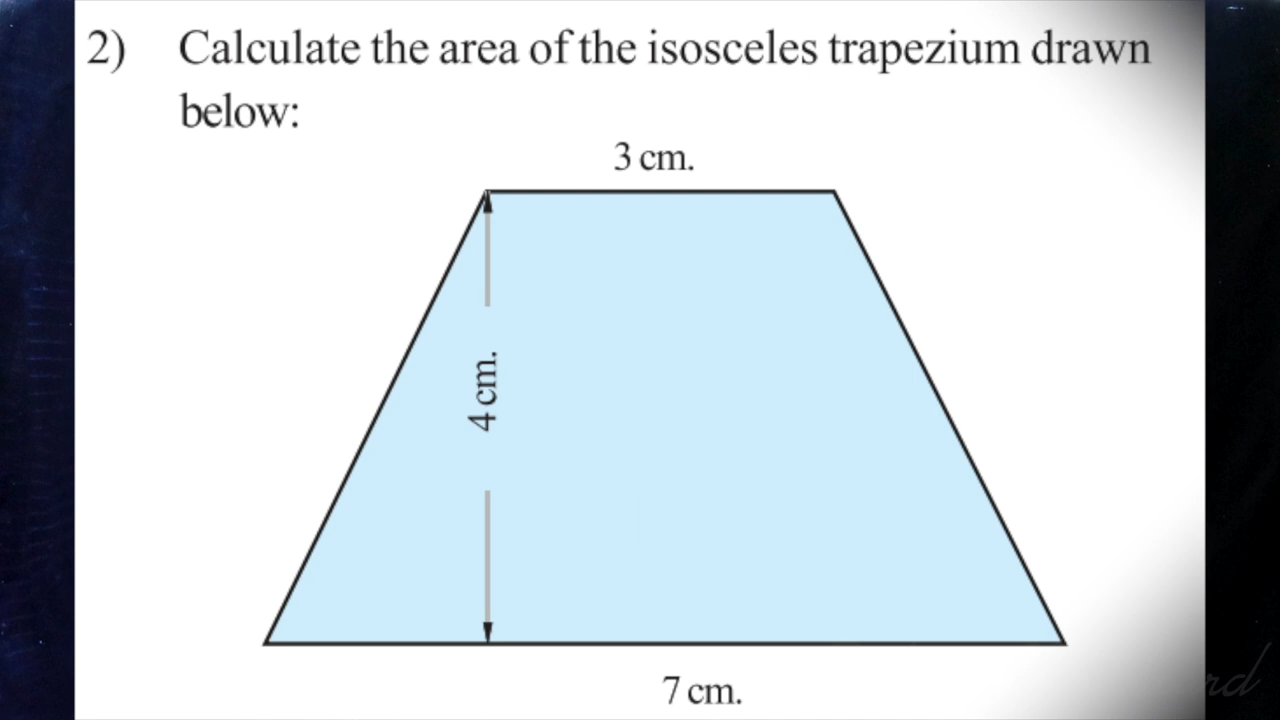 2) Calculate the area of the isosceles trapezium drawn
below:
3 cm.
4 cm.
7 cm.